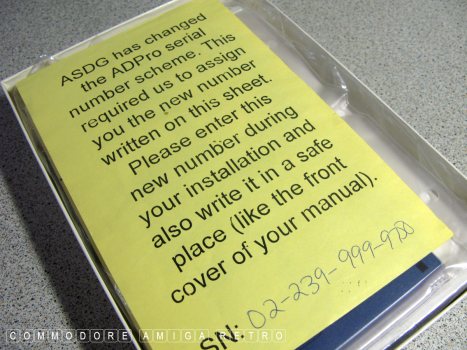 ASDG has changed
the ADPro serial
number scheme. This
required us to assign
you the new number
written on this sheet.
Please enter this
new number during
your installation and
also write it in a safe
place (like the front
cover of your manual).
SN: 02-239-999-988
COMMODORE AMIGA RETRO